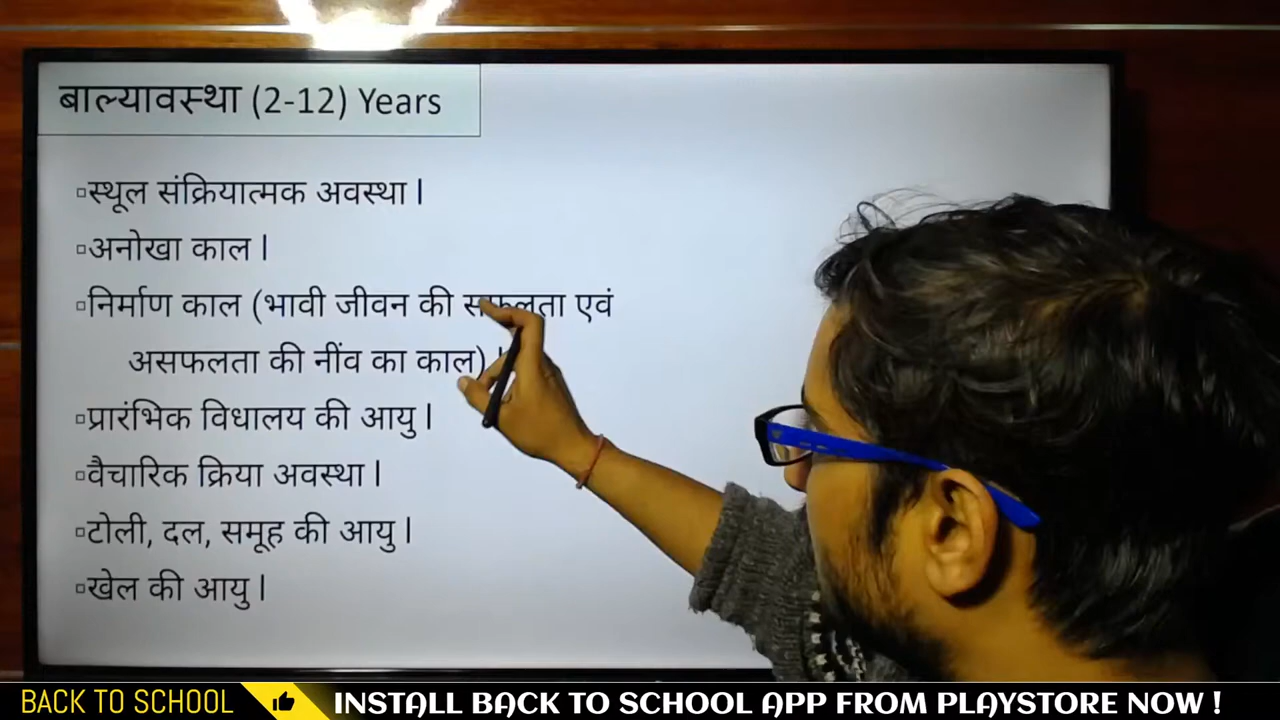 बाल्यावस्था (2-12) Years
▫स्थूल संक्रियात्मक अवस्था।
▫अनोखा काल।
▫निर्माण काल (भावी जीवन की सफलता एवं
असफलता की नींव का काल)।
▫प्रारंभिक विधालय की आयु।
▫वैचारिक क्रिया अवस्था।
▫टोली, दल, समूह की आयु।
▫खेल की आयु।
BACK TO SCHOOL INSTALL BACK TO SCHOOL APP FROM PLAYSTORE NOW !